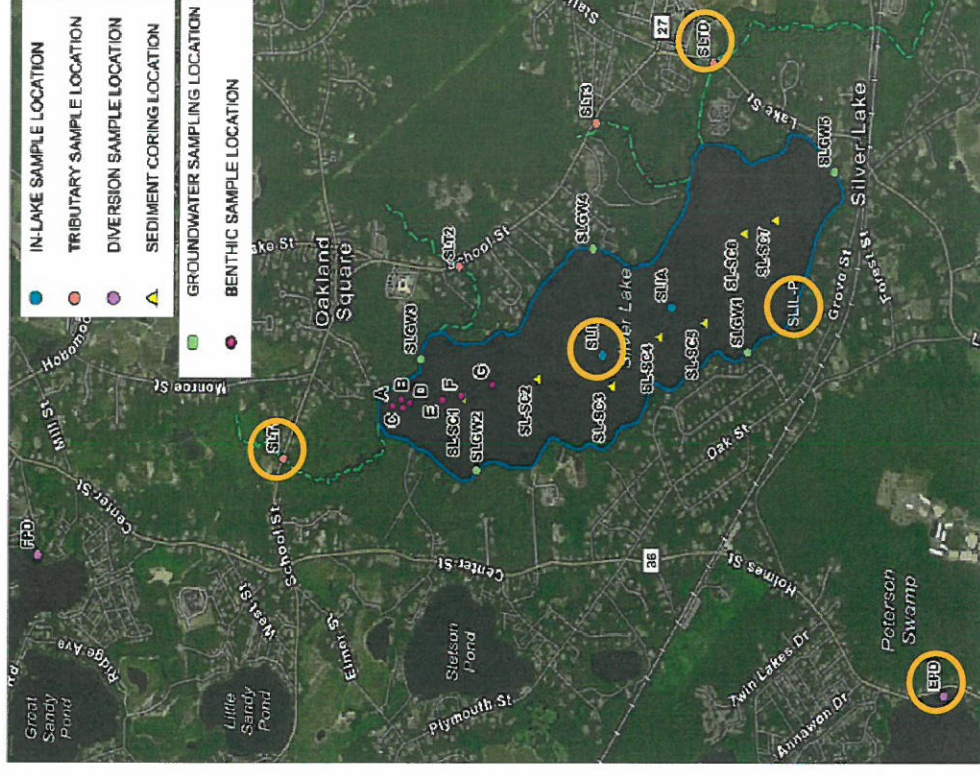 IN-LAKE SAMPLE LOCATION
TRIBUTARY SAMPLE LOCATION
DIVERSION SAMPLE LOCATION
SEDIMENT CORING LOCATION
GROUNDWATER SAMPLING LOCATION
BENTHIC SAMPLE LOCATION
FPD
Mill St
Center St
Monroe St
Great
Sandy
Pond
Ridge Ave
Little
Sandy
Pond
West St
School St
Elmer St
Oakland
Square
SLT2
School St
SLT3
27
SLTD
Lake St
SLGW3
A
B
C
D
E
F
G
SL-SC1
SLGW2
SL-SC2
SL-SC3
SLGW4
SLIA
SL-SC4
SL-SC5
SLGW1
SL-SC6
SL-SC7
SLGW5
Silver Lake
Grove St
Forest St
Oak St
Center St
36
Holmes St
Stetson
Pond
Plymouth St
Twin Lakes Dr
Annawon Dr
Peterson
Swamp
EPD